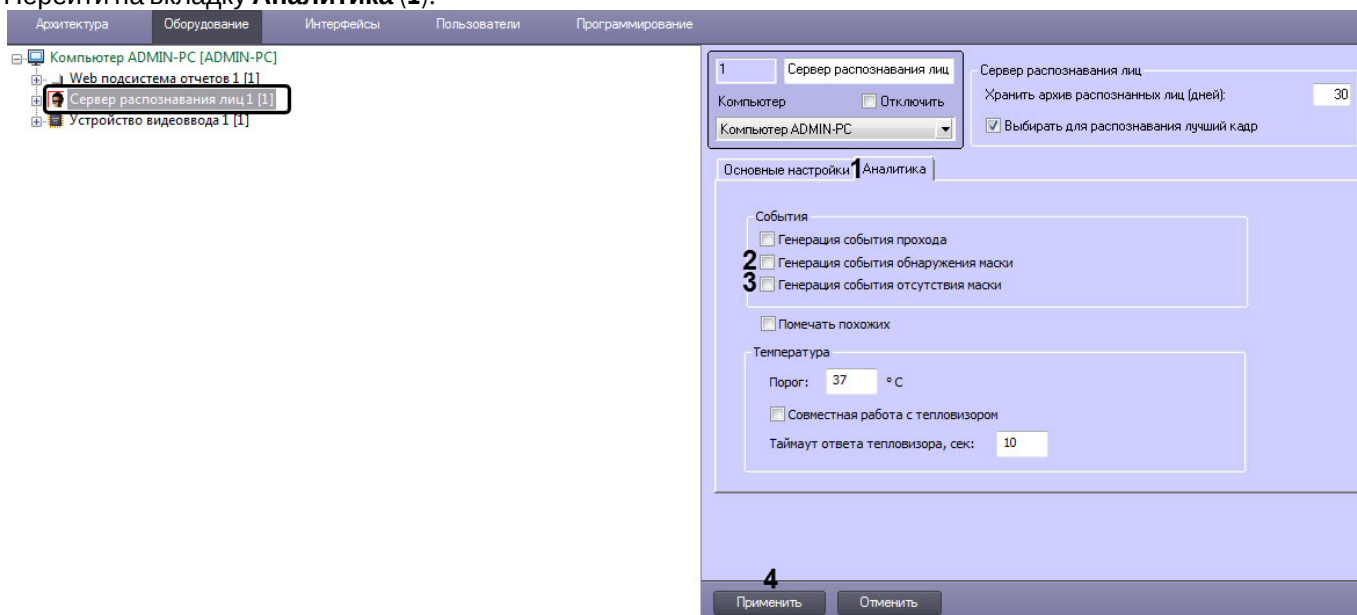 Перейти на вкладку Аналитика (1).
Архитектура Оборудование Интерфейсы Пользователи Программирование
Компьютер ADMIN-PC [ADMIN-PC]
Web подсистема отчетов 1 [1]
Сервер распознавания лиц 1 [1]
Устройство видеоввода 1 [1]
1 Сервер распознавания лиц
Компьютер Отключить
Компьютер ADMIN-PC
Сервер распознавания лиц
Хранить архив распознанных лиц (дней): 30
Выбирать для распознавания лучший кадр
Основные настройки 1 Аналитика
События
Генерация события прохода
2 Генерация события обнаружения маски
3 Генерация события отсутствия маски
Помечать похожих
Температура
Порог: 37 °C
Совместная работа с тепловизором
Таймаут ответа тепловизора, сек: 10
4
Применить Отменить